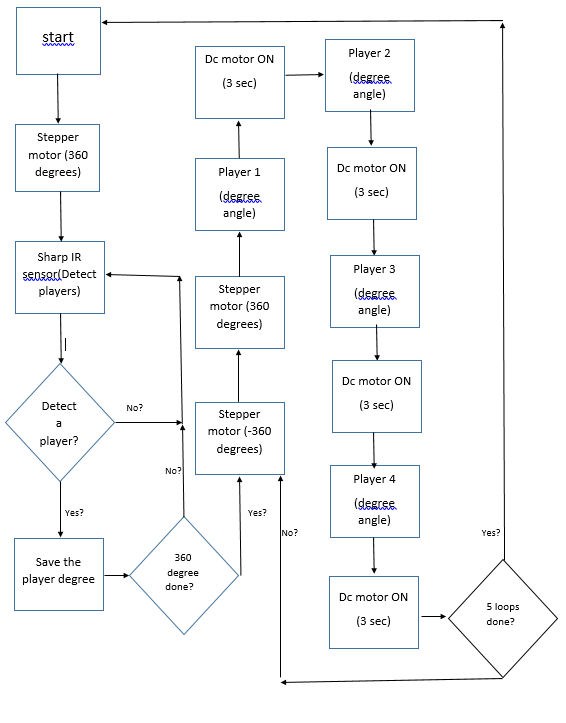 start
Stepper
motor (360
degrees)
Sharp IR
sensor(Detect
players)
Detect
a
player?
No?
Yes?
Save the
player degree
360
degree
done?
No?
Yes?
Stepper
motor (-360
degrees)
Stepper
motor (360
degrees)
Player 1
(degree
angle)
Dc motor ON
(3 sec)
Player 2
(degree
angle)
Dc motor ON
(3 sec)
Player 3
(degree
angle)
Dc motor ON
(3 sec)
Player 4
(degree
angle)
Dc motor ON
(3 sec)
5 loops
done?
Yes?
No?